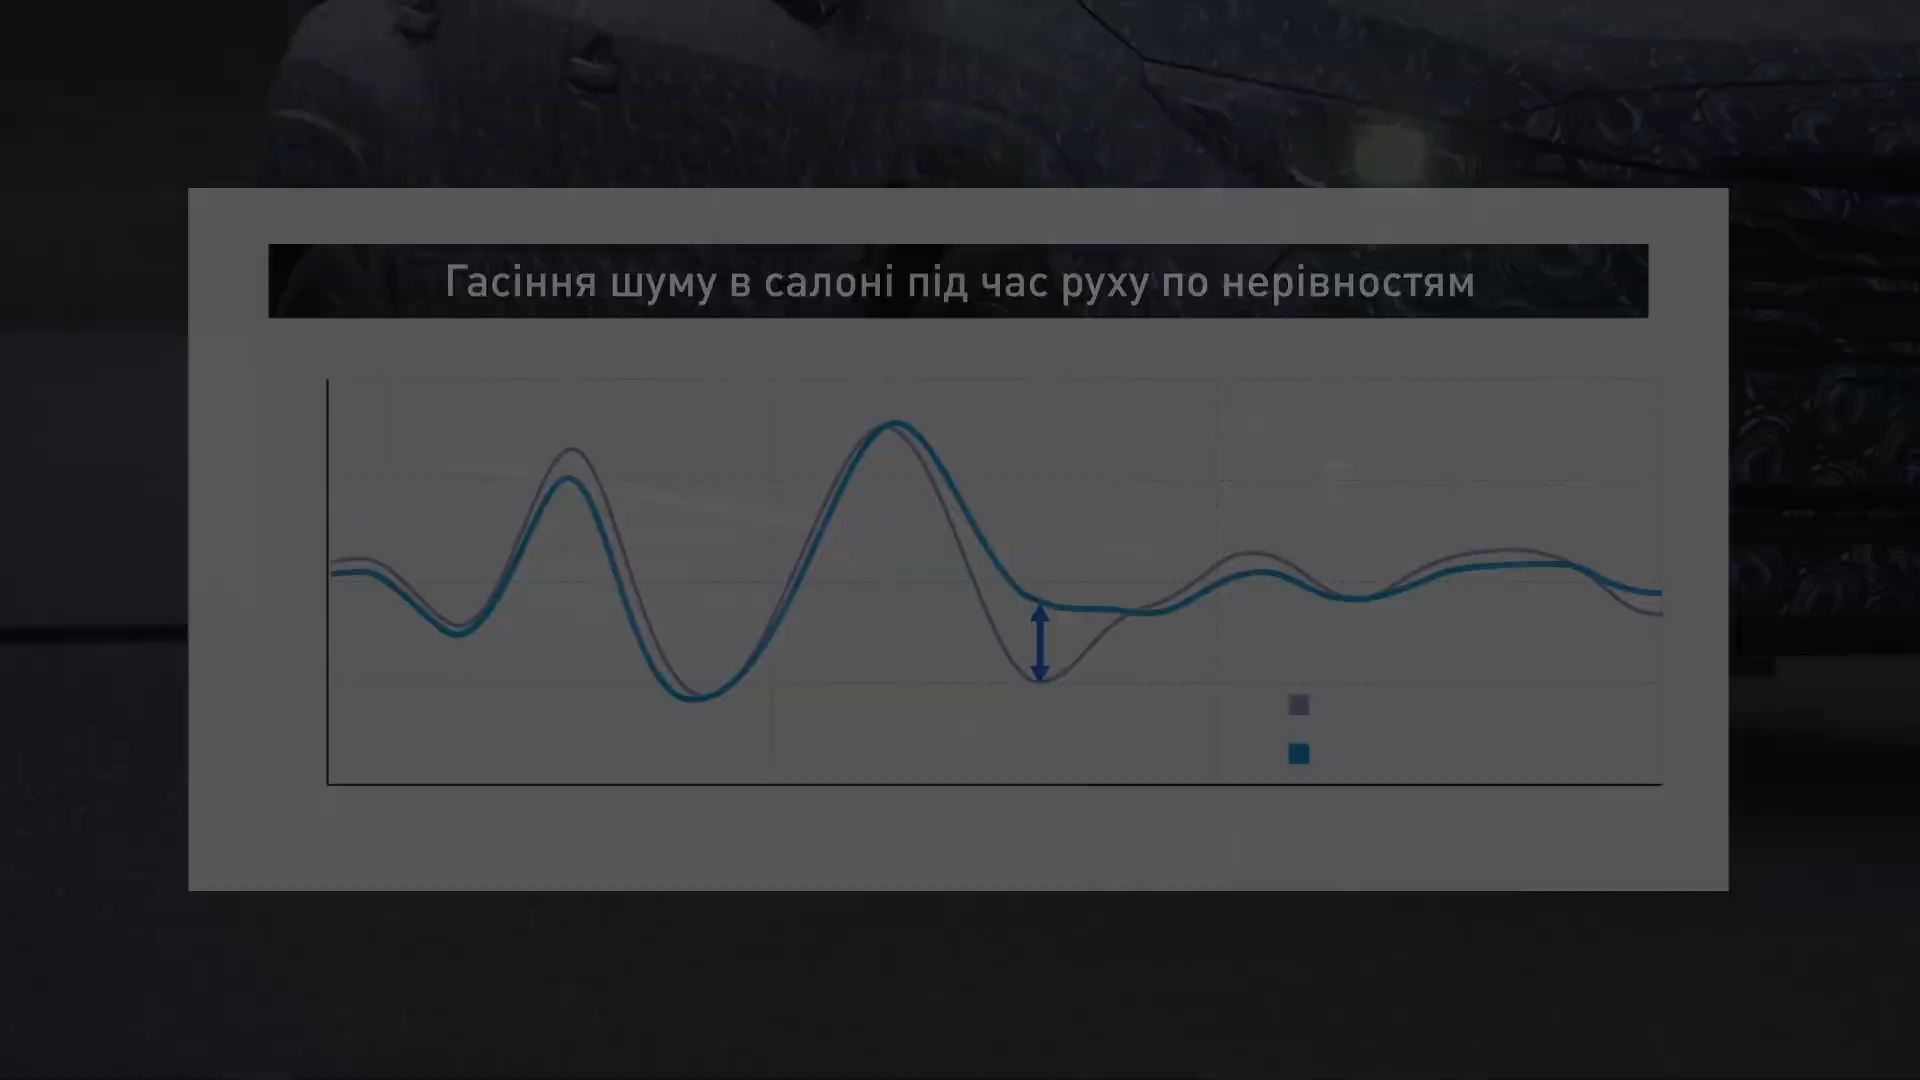 Гасіння шуму в салоні під час руху по нерівностям